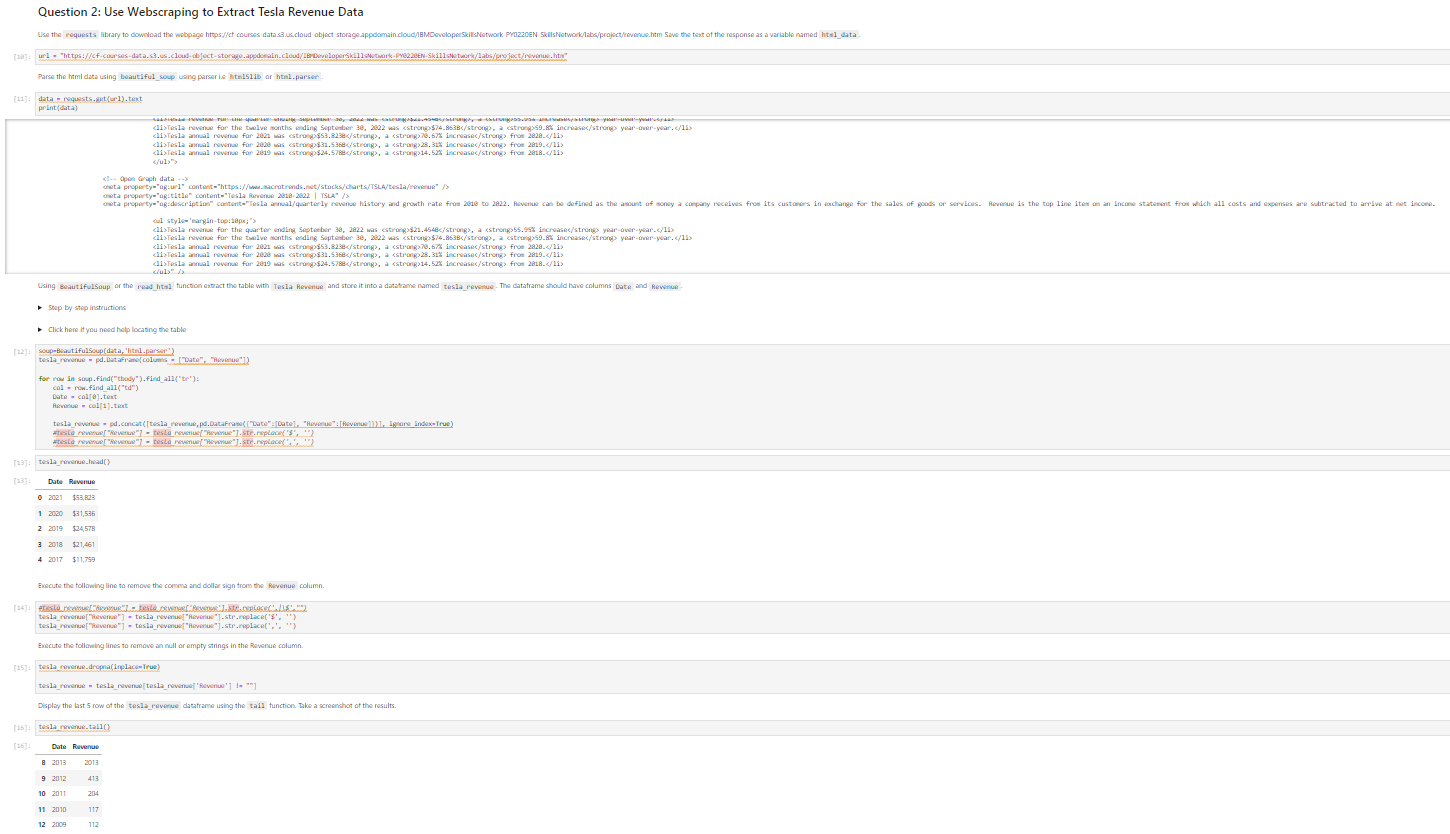 Question 2: Use Webscraping to Extract Tesla Revenue Data
Use the requests library to download the webpage https://cf-courses-data.s3.us.cloud-object-storage.appdomain.cloud/IBMDeveloperSkillsNetwork-PY0220EN-SkillsNetwork/labs/project/revenue.htm Save the text of the response as a variable named html_data.
[10]: url = "https://cf-courses-data.s3.us.cloud-object-storage.appdomain.cloud/IBMDeveloperSkillsNetwork-PY0220EN-SkillsNetwork/labs/project/revenue.htm"
Parse the html data using beautiful_soup using parser i.e html5lib or html.parser.
[11]: data = requests.get(url).text
print(data)
<li>Tesla revenue for the quarter ending September 30, 2022 was <strong>$21.454B</strong>, a <strong>55.95% increase</strong> year-over-year.</li>
<li>Tesla revenue for the twelve months ending September 30, 2022 was <strong>$74.863B</strong>, a <strong>59.8% increase</strong> year-over-year.</li>
<li>Tesla annual revenue for 2021 was <strong>$53.823B</strong>, a <strong>70.67% increase</strong> from 2020.</li>
<li>Tesla annual revenue for 2020 was <strong>$31.536B</strong>, a <strong>28.31% increase</strong> from 2019.</li>
<li>Tesla annual revenue for 2019 was <strong>$24.578B</strong>, a <strong>14.52% increase</strong> from 2018.</li>
</ul>">
<!-- Open Graph data -->
<meta property="og:url" content="https://www.macrotrends.net/stocks/charts/TSLA/tesla/revenue" />
<meta property="og:title" content="Tesla Revenue 2010-2022 | TSLA" />
<meta property="og:description" content="Tesla annual/quarterly revenue history and growth rate from 2010 to 2022. Revenue can be defined as the amount of money a company receives from its customers in exchange for the sales of goods or services.  Revenue is the top line item on an income statement from which all costs and expenses are subtracted to arrive at net income.
<ul style='margin-top:10px;'>
<li>Tesla revenue for the quarter ending September 30, 2022 was <strong>$21.454B</strong>, a <strong>55.95% increase</strong> year-over-year.</li>
<li>Tesla revenue for the twelve months ending September 30, 2022 was <strong>$74.863B</strong>, a <strong>59.8% increase</strong> year-over-year.</li>
<li>Tesla annual revenue for 2021 was <strong>$53.823B</strong>, a <strong>70.67% increase</strong> from 2020.</li>
<li>Tesla annual revenue for 2020 was <strong>$31.536B</strong>, a <strong>28.31% increase</strong> from 2019.</li>
<li>Tesla annual revenue for 2019 was <strong>$24.578B</strong>, a <strong>14.52% increase</strong> from 2018.</li>
</ul>" />
Using BeautifulSoup or the read_html function extract the table with Tesla Revenue and store it into a dataframe named tesla_revenue. The dataframe should have columns Date and Revenue.
▶ Step by step instructions
▶ Click here if you need help locating the table
[12]: soup=BeautifulSoup(data,'html.parser')
tesla_revenue = pd.DataFrame(columns = ["Date", "Revenue"])
for row in soup.find("tbody").find_all('tr'):
col = row.find_all("td")
Date = col[0].text
Revenue = col[1].text
tesla_revenue = pd.concat([tesla_revenue,pd.DataFrame({"Date":[Date], "Revenue":[Revenue]})], ignore_index=True)
#tesla_revenue["Revenue"] = tesla_revenue["Revenue"].str.replace('$', '')
#tesla_revenue["Revenue"] = tesla_revenue["Revenue"].str.replace(',', '')
[13]: tesla_revenue.head()
[13]: Date Revenue
0 2021 $53,823
1 2020 $31,536
2 2019 $24,578
3 2018 $21,461
4 2017 $11,759
Execute the following line to remove the comma and dollar sign from the Revenue column.
[14]: #tesla_revenue["Revenue"] = tesla_revenue['Revenue'].str.replace(',|\$',"")
tesla_revenue["Revenue"] = tesla_revenue["Revenue"].str.replace('$', '')
tesla_revenue["Revenue"] = tesla_revenue["Revenue"].str.replace(',', '')
Execute the following lines to remove an null or empty strings in the Revenue column.
[15]: tesla_revenue.dropna(inplace=True)
tesla_revenue = tesla_revenue[tesla_revenue['Revenue'] != ""]
Display the last 5 row of the tesla_revenue dataframe using the tail function. Take a screenshot of the results.
[16]: tesla_revenue.tail()
[16]: Date Revenue
8 2013 2013
9 2012 413
10 2011 204
11 2010 117
12 2009 112